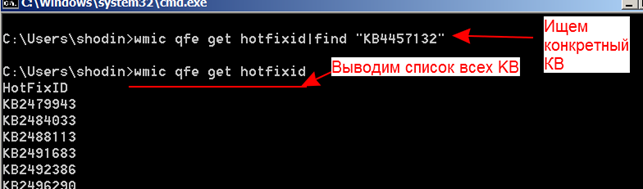 C:\Windows\system32\cmd.exe
C:\Users\shodin>wmic qfe get hotfixid|find "KB4457132"
Ищем
конкретный
КВ
C:\Users\shodin>wmic qfe get hotfixid
Выводим список всех KB
HotFixID
KB2479943
KB2484033
KB2488113
KB2491683
KB2492386
KB2496290